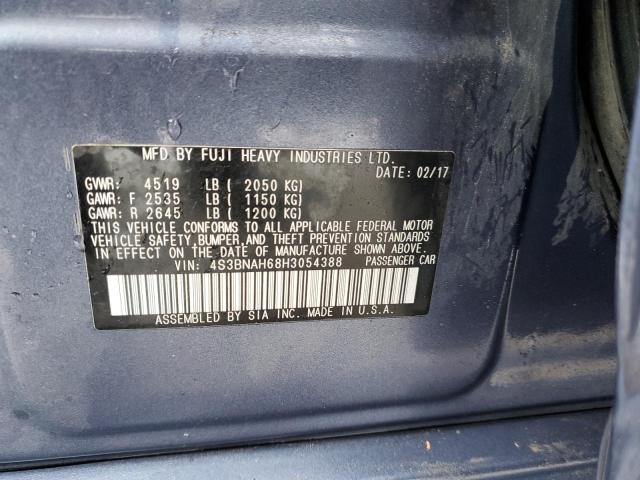 MFD BY FUJI HEAVY INDUSTRIES LTD.
DATE: 02/17
GVWR: 4519 LB ( 2050 KG)
GAWR: F 2535 LB ( 1150 KG)
GAWR: R 2645 LB ( 1200 KG)
THIS VEHICLE CONFORMS TO ALL APPLICABLE FEDERAL MOTOR
VEHICLE SAFETY, BUMPER, AND THEFT PREVENTION STANDARDS
IN EFFECT ON THE DATE OF MANUFACTURE SHOWN ABOVE.
VIN: 4S3BNAH68H3054388 PASSENGER CAR
ASSEMBLED BY SIA INC. MADE IN U.S.A.